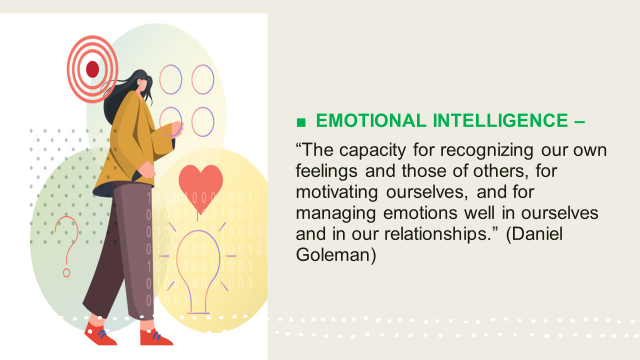 ■ EMOTIONAL INTELLIGENCE –
“The capacity for recognizing our own
feelings and those of others, for
motivating ourselves, and for
managing emotions well in ourselves
and in our relationships.” (Daniel
Goleman)